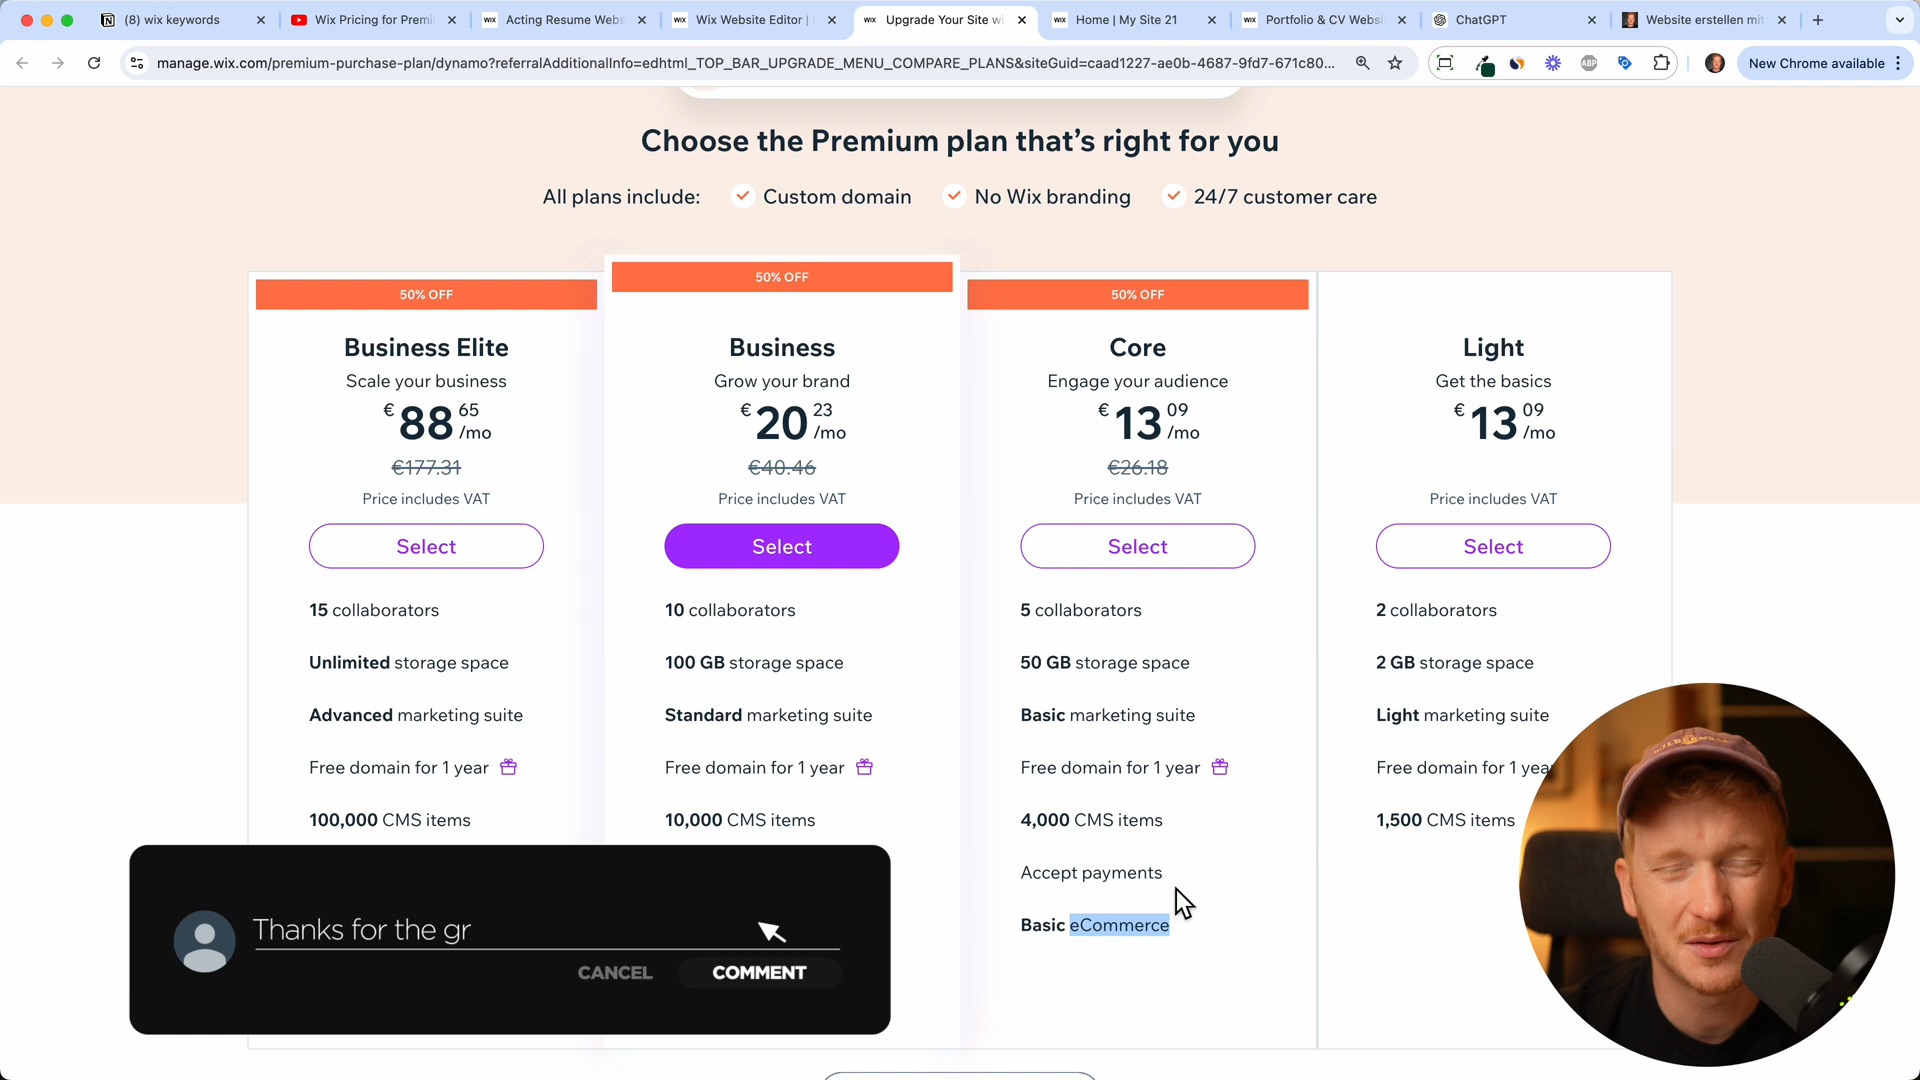 (8) wix keywords
Wix Pricing for Premi
Acting Resume Webs
Wix Website Editor |
Upgrade Your Site wi
Home | My Site 21
Portfolio & CV Websi
ChatGPT
Website erstellen mit
manage.wix.com/premium-purchase-plan/dynamo?referralAdditionalInfo=edhtml_TOP_BAR_UPGRADE_MENU_COMPARE_PLANS&siteGuid=caad1227-ae0b-4687-9fd7-671c80...
ABP
New Chrome available
Choose the Premium plan that's right for you
All plans include:
Custom domain
No Wix branding
24/7 customer care
50% OFF
Business Elite
Scale your business
€ 88 65 /mo
€177.31
Price includes VAT
Select
15 collaborators
Unlimited storage space
Advanced marketing suite
Free domain for 1 year
100,000 CMS items
50% OFF
Business
Grow your brand
€ 20 23 /mo
€40.46
Price includes VAT
Select
10 collaborators
100 GB storage space
Standard marketing suite
Free domain for 1 year
10,000 CMS items
50% OFF
Core
Engage your audience
€ 13 09 /mo
€26.18
Price includes VAT
Select
5 collaborators
50 GB storage space
Basic marketing suite
Free domain for 1 year
4,000 CMS items
Accept payments
Basic eCommerce
Light
Get the basics
€ 13 09 /mo
Price includes VAT
Select
2 collaborators
2 GB storage space
Light marketing suite
Free domain for 1 yea
1,500 CMS items
Thanks for the gr
CANCEL
COMMENT